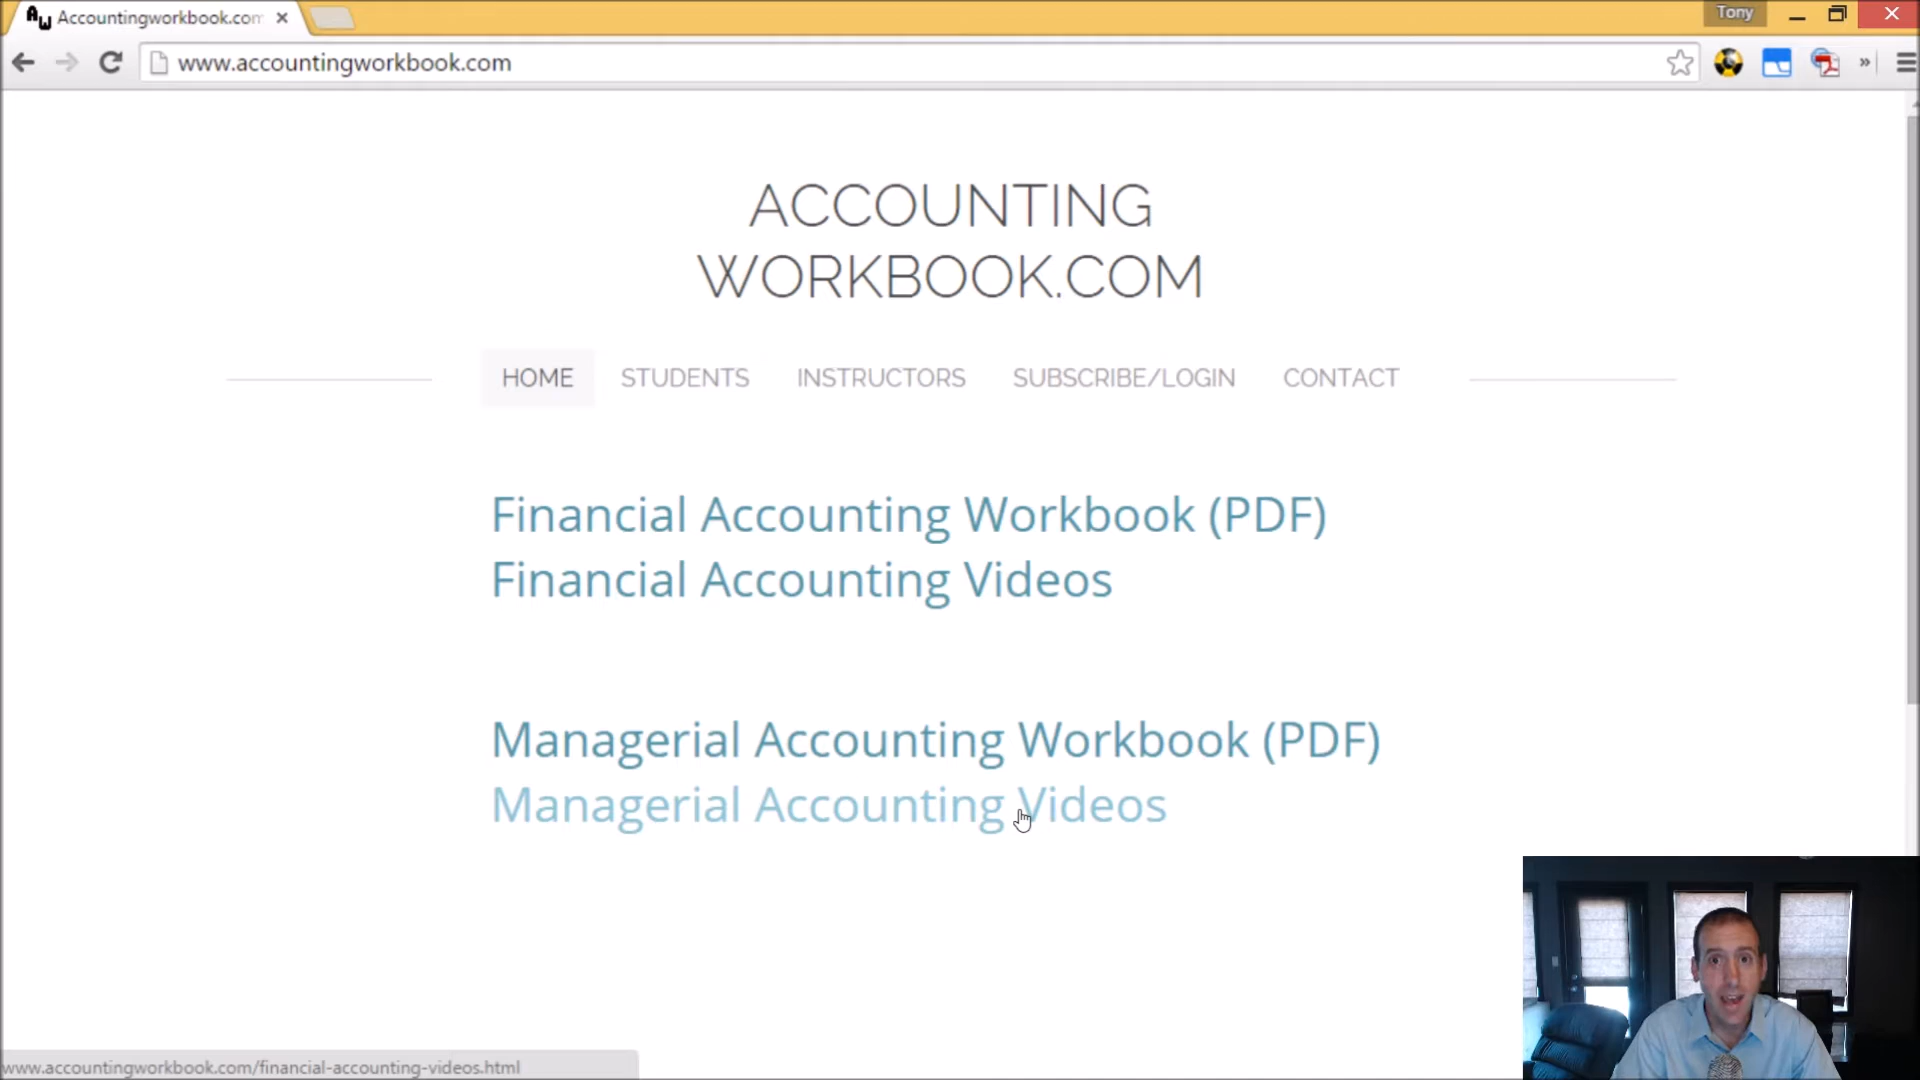 Accountingworkbook.com
Tony
www.accountingworkbook.com
ACCOUNTING
WORKBOOK.COM
HOME STUDENTS INSTRUCTORS SUBSCRIBE/LOGIN CONTACT
Financial Accounting Workbook (PDF)
Financial Accounting Videos
Managerial Accounting Workbook (PDF)
Managerial Accounting Videos
www.accountingworkbook.com/financial-accounting-videos.html